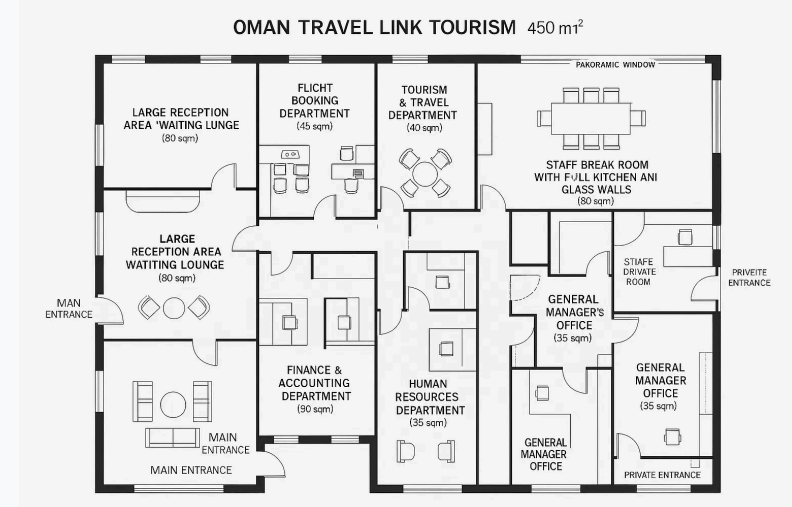 OMAN TRAVEL LINK TOURISM 450 m1²
PAKORAMIC WINDOW
LARGE RECEPTION
AREA 'WAITING LUNGE
(80 sqm)
FLICHT
BOOKING
DEPARTMENT
(45 sqm)
TOURISM
& TRAVEL
DEPARTMENT
(40 sqm)
STAFF BREAK ROOM
WITH FULL KITCHEN ANI
GLASS WALLS
(80 sqm)
LARGE
RECEPTION AREA
WATITING LOUNGE
(80 sqm)
MAN
ENTRANCE
STIAFE
DRIVATE
ROOM
PRIVEITE
ENTRANCE
GENERAL
MANAGER'S
OFFICE
(35 sqm)
FINANCE &
ACCOUNTING
DEPARTMENT
(90 sqm)
HUMAN
RESOURCES
DEPARTMENT
(35 sqm)
GENERAL
MANAGER
OFFICE
(35 sqm)
MAIN
ENTRANCE
MAIN ENTRANCE
GENERAL
MANAGER
OFFICE
PRIVATE ENTRANCE